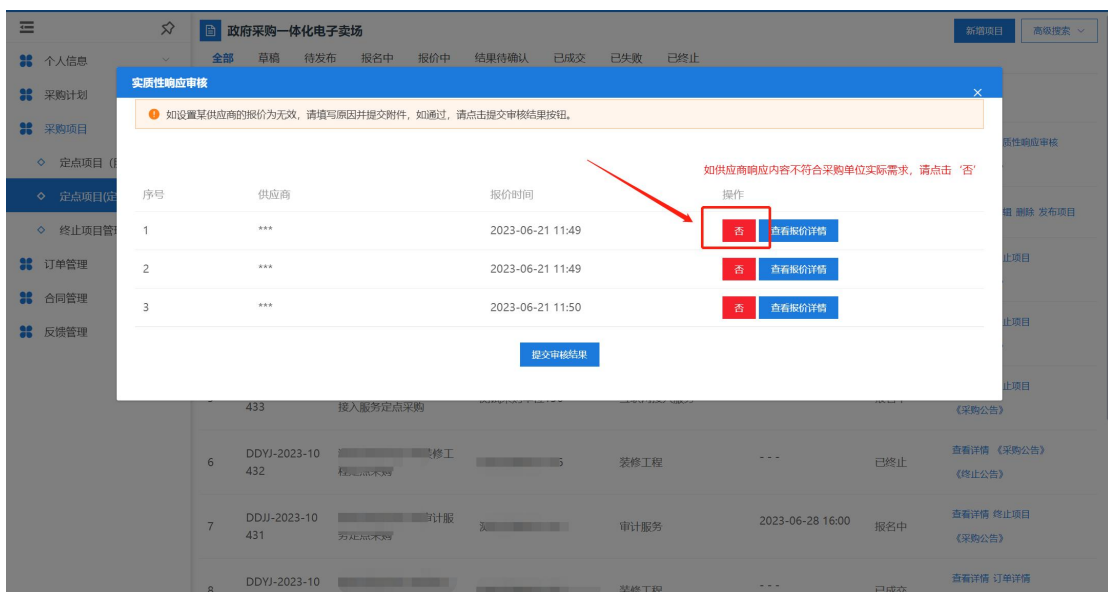 政府采购一体化电子卖场
新增项目 高级搜索
全部 草稿 待发布 报名中 报价中 结果待确认 已成交 已失败 已终止
个人信息
采购计划
采购项目
定点项目
定点项目(定
终止项目管
订单管理
合同管理
反馈管理
实质性响应审核
如设置某供应商的报价为无效，请填写原因并提交附件，如通过，请点击提交审核结果按钮。
如供应商响应内容不符合采购单位实际需求，请点击‘否’
序号 供应商 报价时间 操作
1 *** 2023-06-21 11:49 否 查看报价详情
2 *** 2023-06-21 11:49 否 查看报价详情
3 *** 2023-06-21 11:50 否 查看报价详情
提交审核结果
质性响应审核
辑 删除 发布项目
止项目
止项目
止项目
433 接入服务定点采购 《采购公告》
6 DDYJ-2023-10 修工 装修工程 - - - 已终止 查看详情 《采购公告》
432 《终止公告》
7 DDJJ-2023-10 审计服 审计服务 2023-06-28 16:00 报名中 查看详情 终止项目
431 《采购公告》
8 DDYJ-2023-10 装修工程 - - - 已成交 查看详情 订单详情